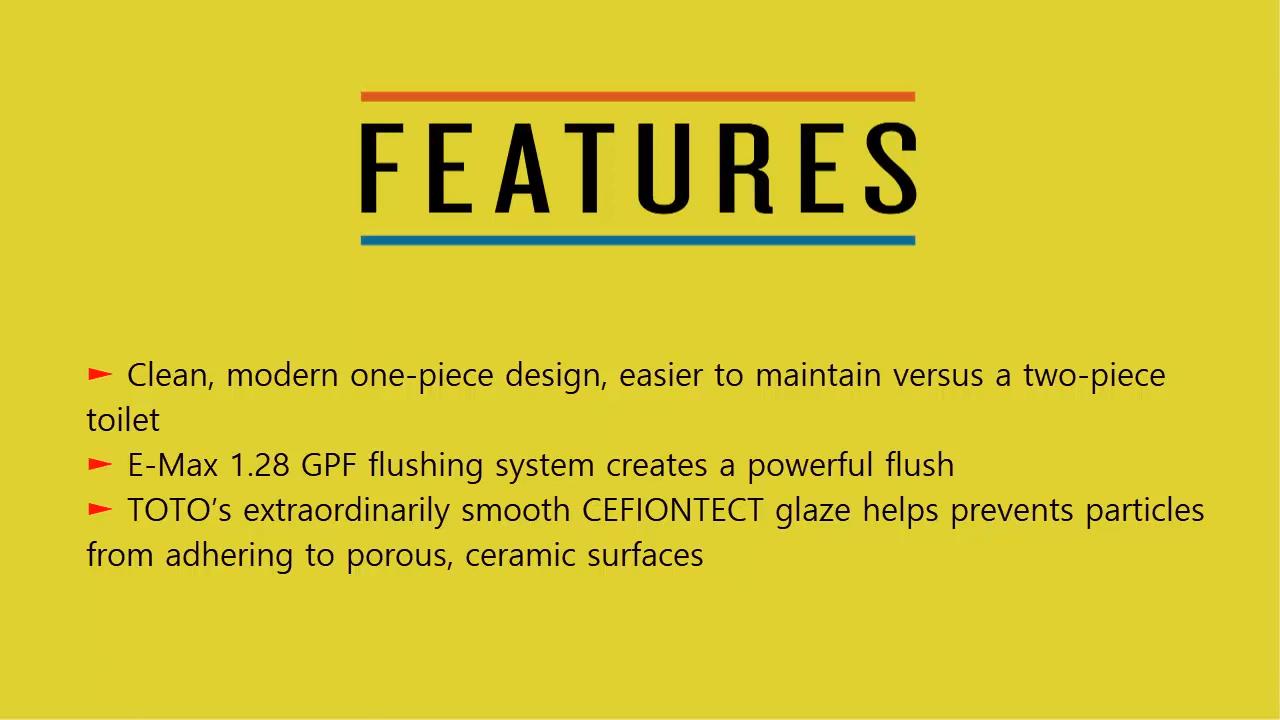 FEATURES
► Clean, modern one-piece design, easier to maintain versus a two-piece
toilet
► E-Max 1.28 GPF flushing system creates a powerful flush
► TOTO’s extraordinarily smooth CEFIONTECT glaze helps prevents particles
from adhering to porous, ceramic surfaces